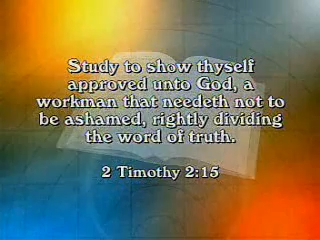 Study to show thyself
approved unto God, a
workman that needeth not to
be ashamed, rightly dividing
the word of truth.
2 Timothy 2:15